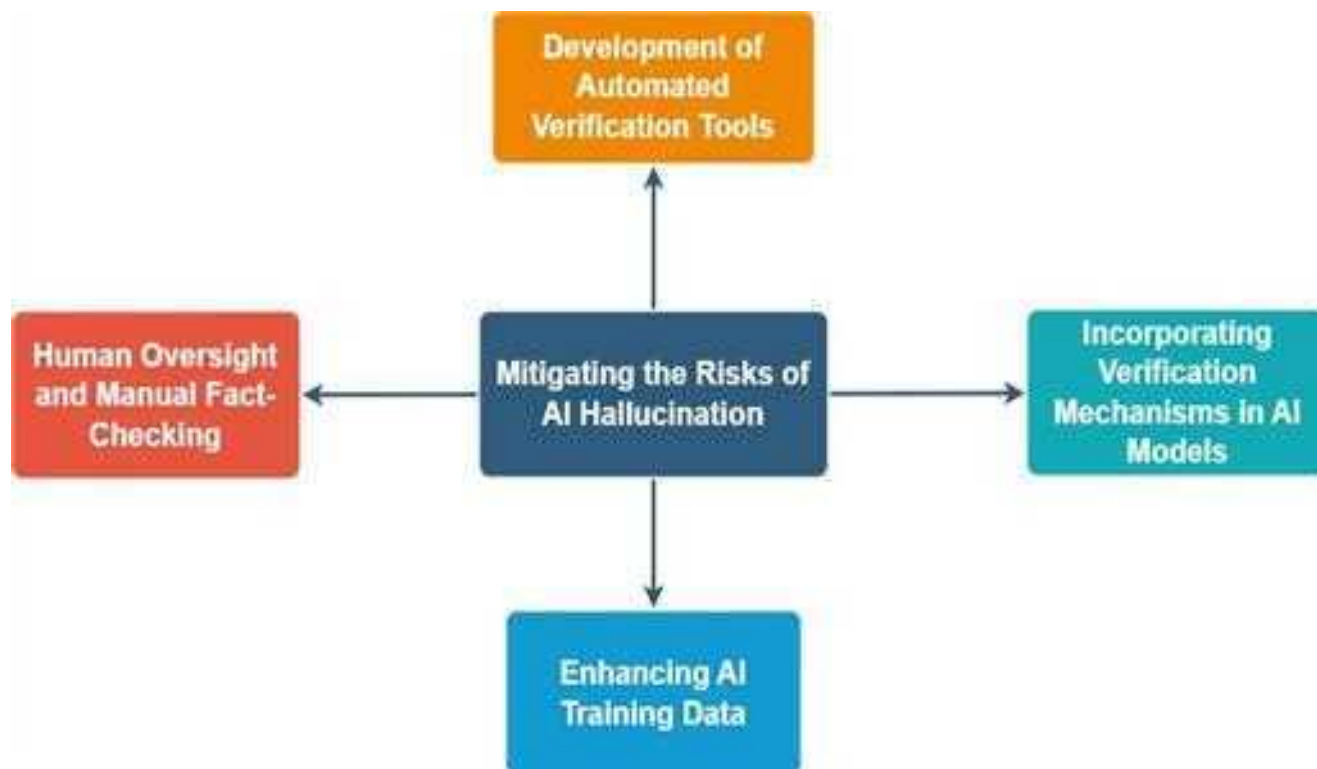 Development of
Automated
Verification Tools
Human Oversight
and Manual Fact-
Checking
Mitigating the Risks of
AI Hallucination
Incorporating
Verification
Mechanisms in AI
Models
Enhancing AI
Training Data